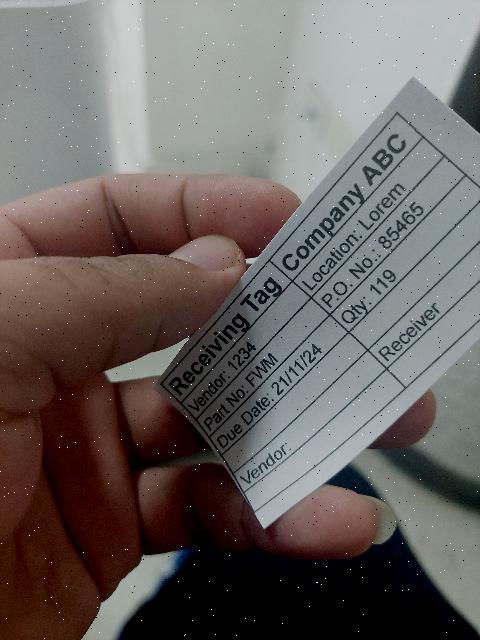 Receiving Tag Company ABC
Vendor: 1234 Location: Lorem
Part No: FWM P.O. No.: 85465
Due Date: 21/11/24 Qty: 119
Vendor: Receiver